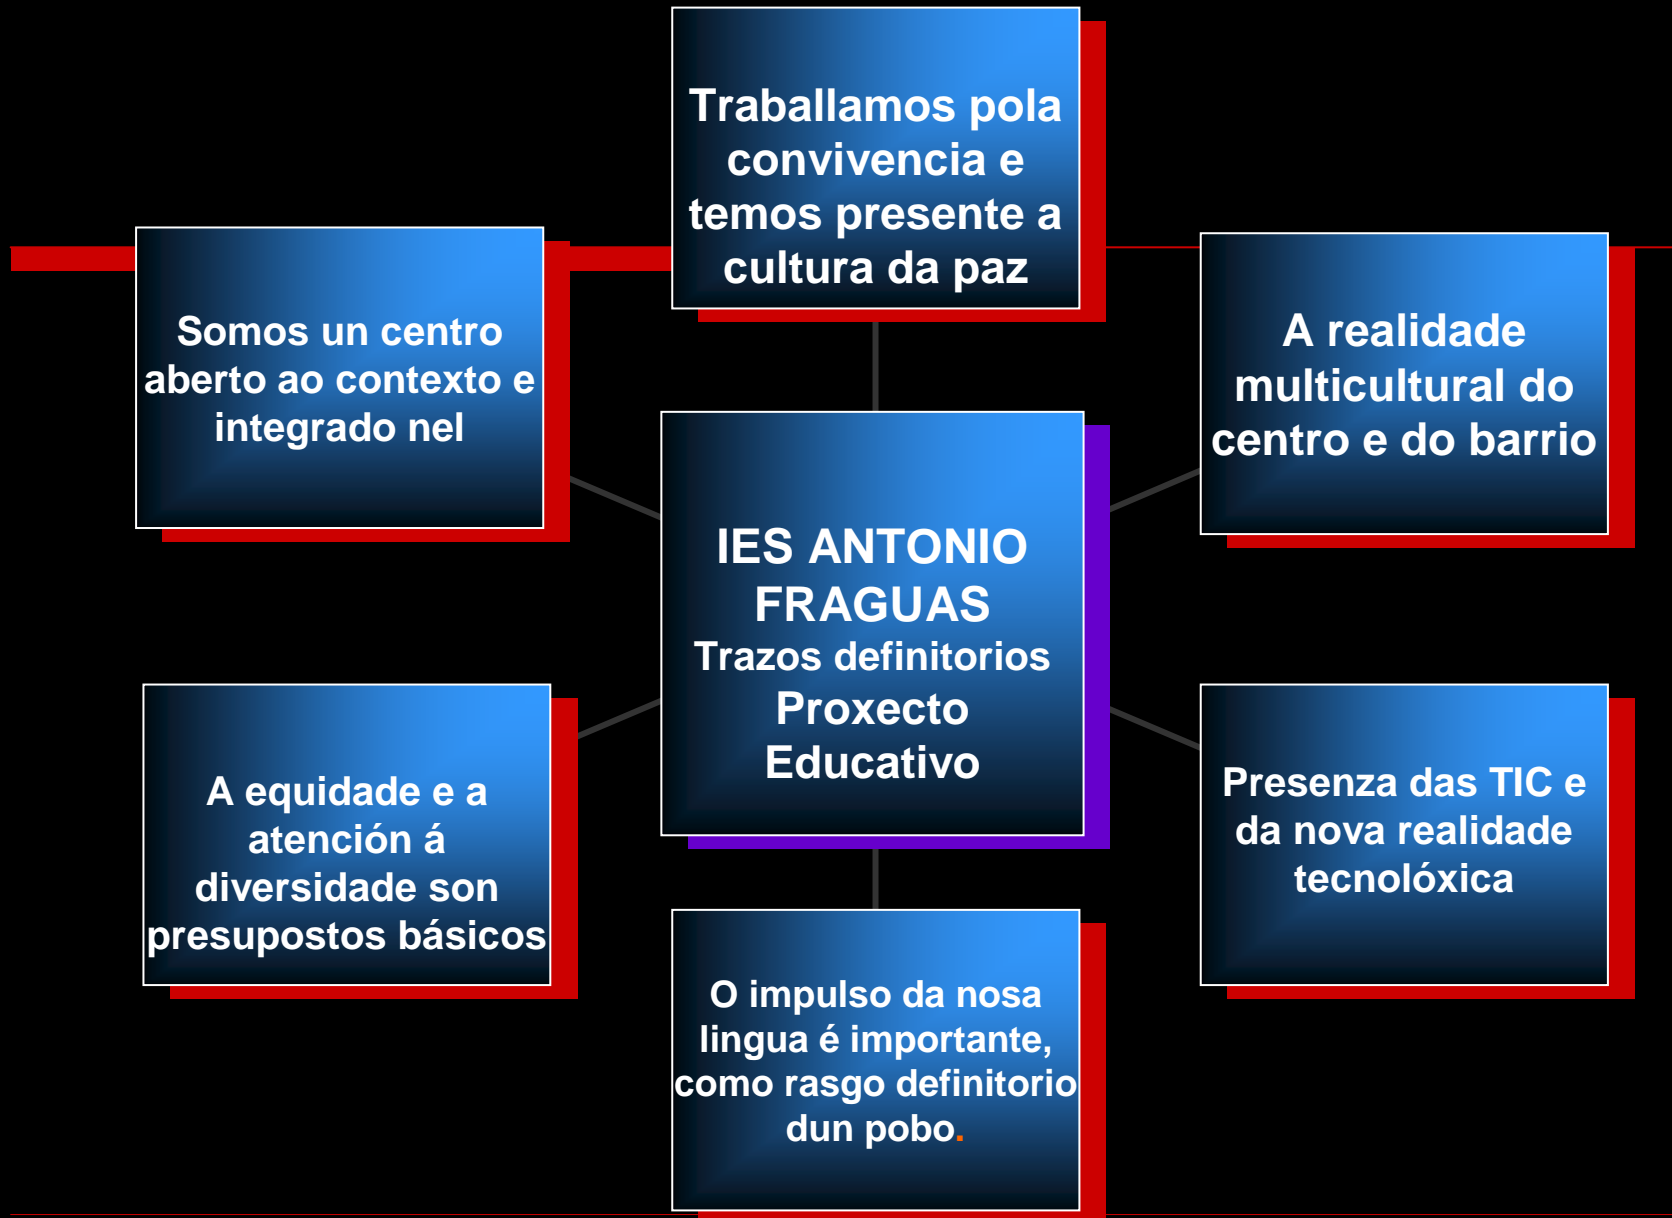 Traballamos pola
convivencia e
temos presente a
cultura da paz
Somos un centro
aberto ao contexto e
integrado nel
A realidade
multicultural do
centro e do barrio
IES ANTONIO
FRAGUAS
Trazos definitorios
Proxecto
Educativo
A equidade e a
atención á
diversidade son
presupostos básicos
Presenza das TIC e
da nova realidade
tecnolóxica
O impulso da nosa
lingua é importante,
como rasgo definitorio
dun pobo.